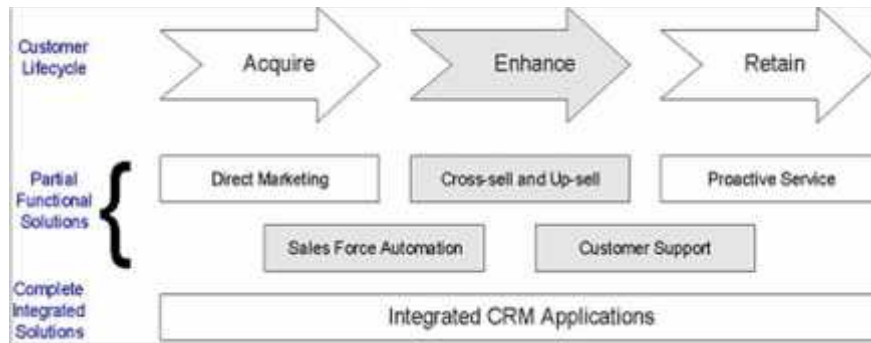 Customer
Lifecycle
Acquire
Enhance
Retain
Partial
Functional
Solutions
Direct Marketing
Cross-sell and Up-sell
Proactive Service
Sales Force Automation
Customer Support
Complete
Integrated
Solutions
Integrated CRM Applications